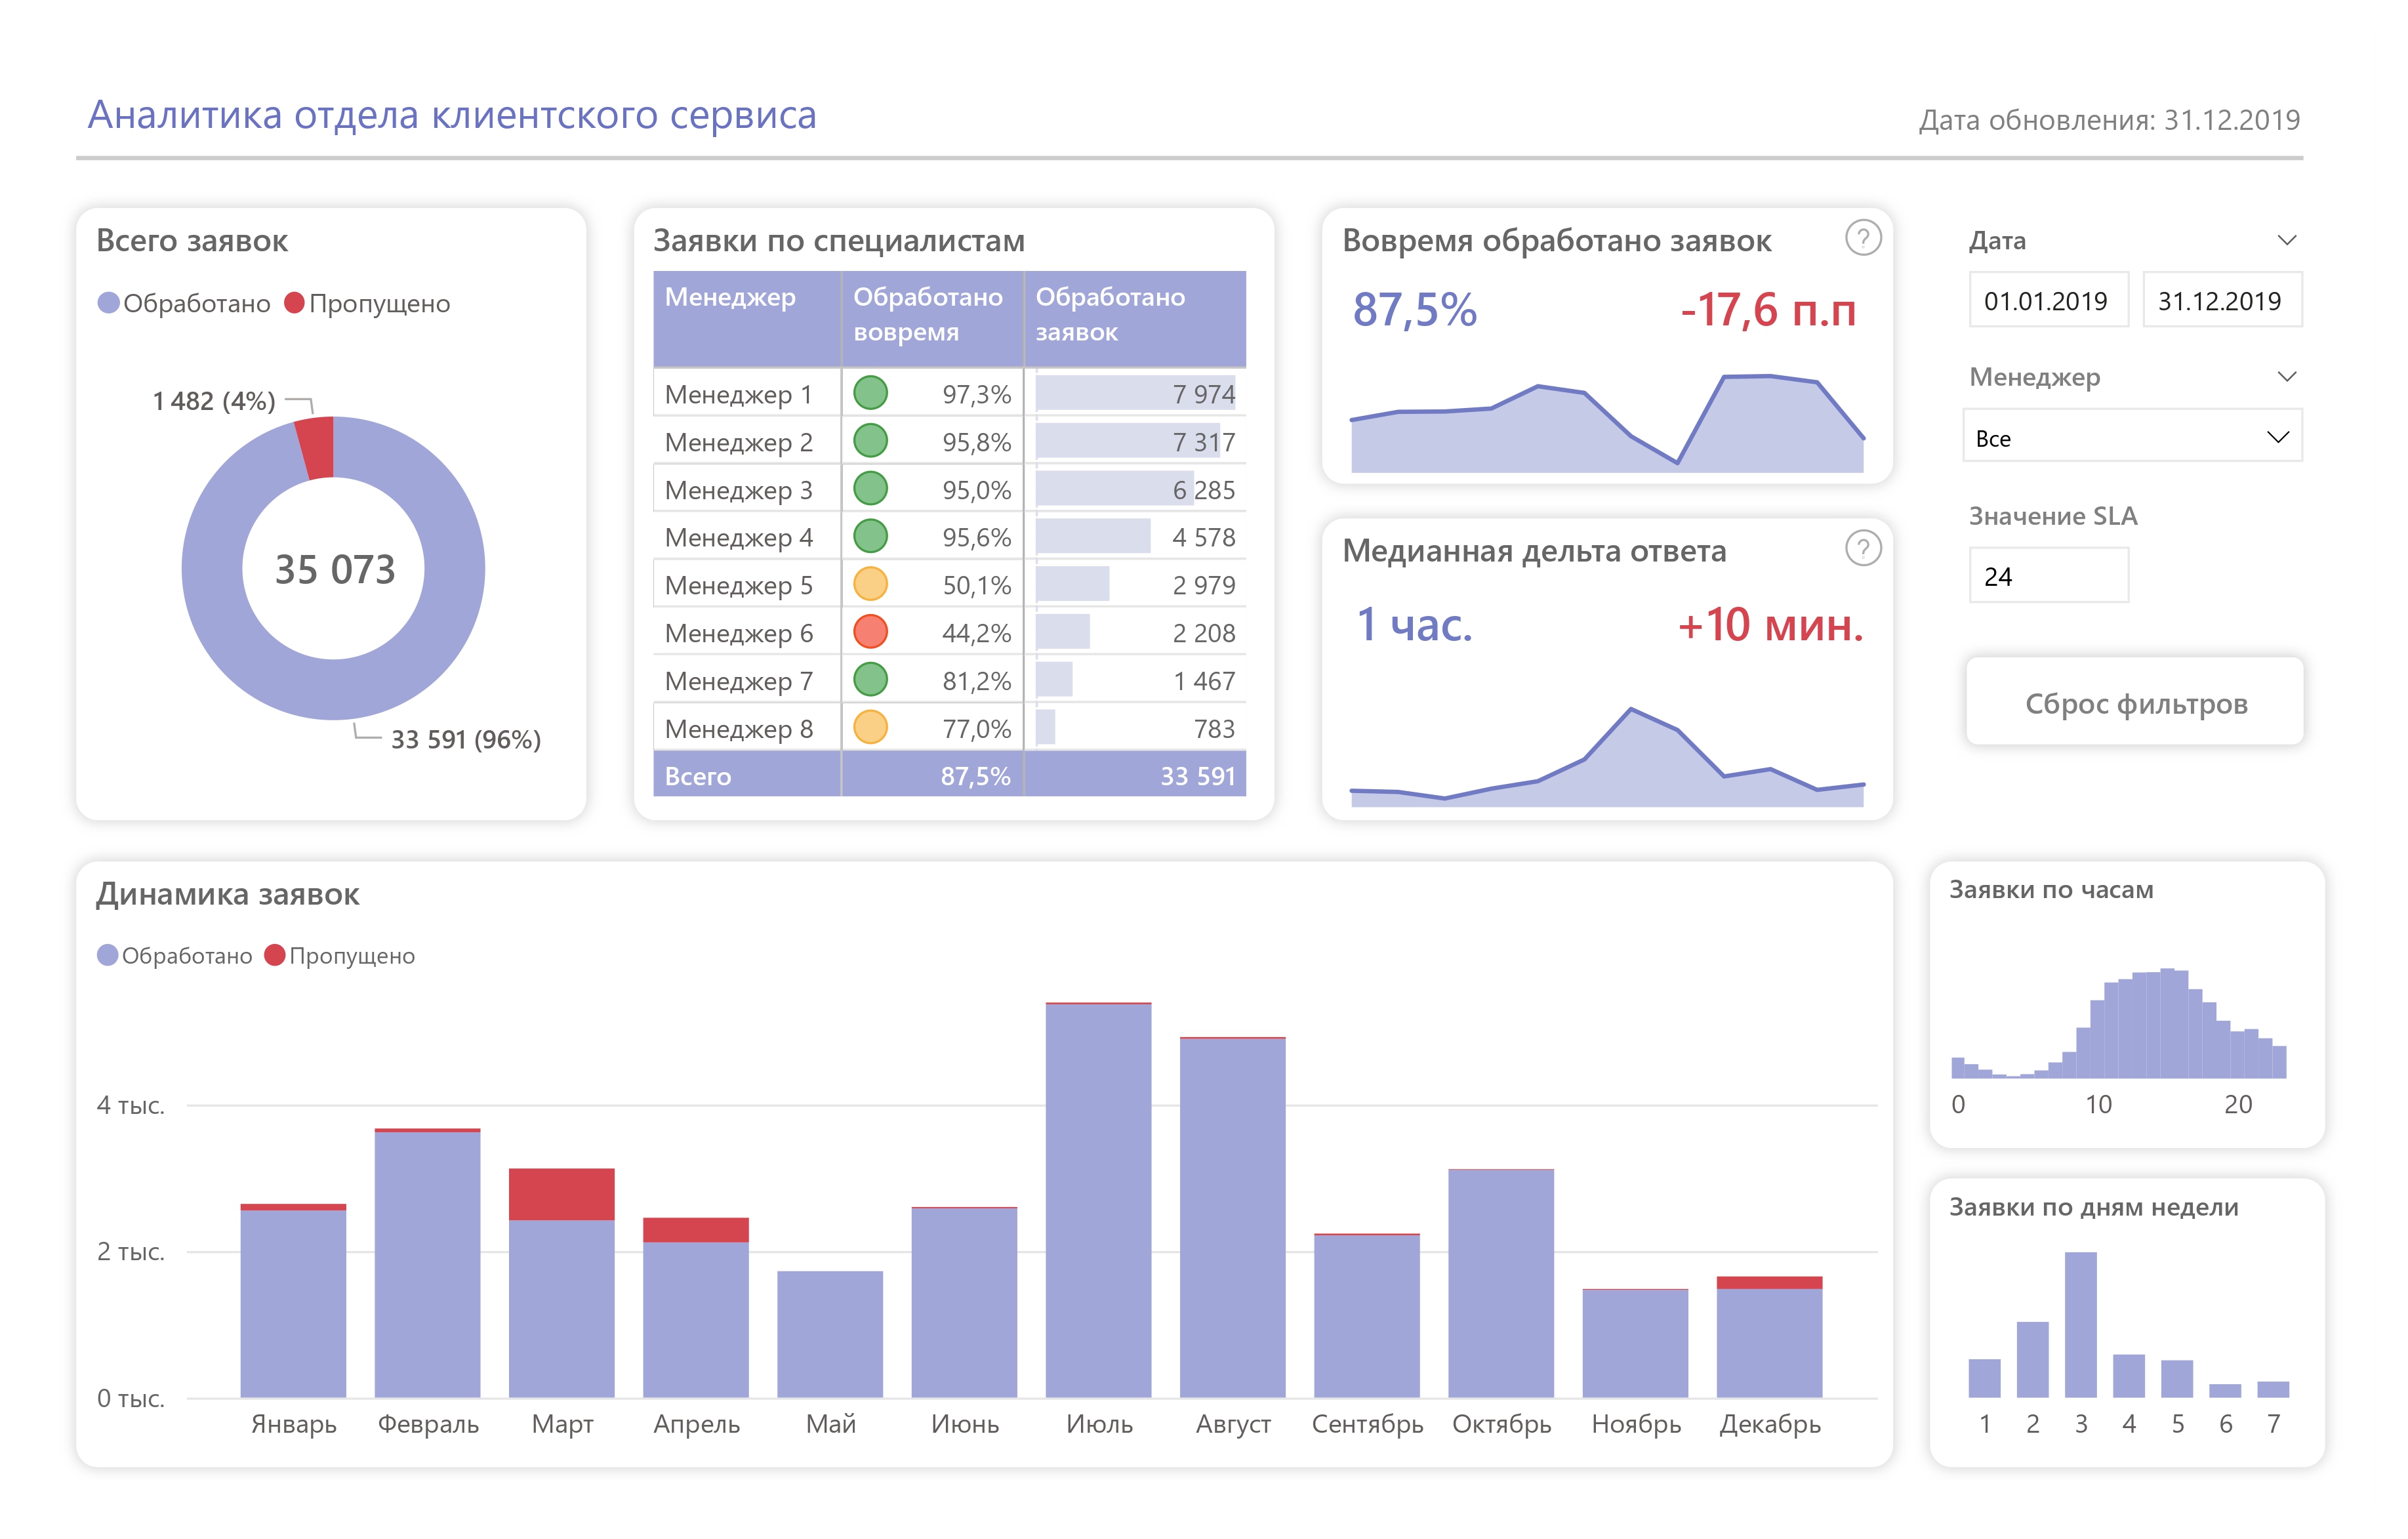 Аналитика отдела клиентского сервиса
Дата обновления: 31.12.2019
Всего заявок
Обработано Пропущено
1 482 (4%)
35 073
33 591 (96%)
Заявки по специалистам
Менеджер Обработано вовремя Обработано заявок
Менеджер 1 97,3% 7 974
Менеджер 2 95,8% 7 317
Менеджер 3 95,0% 6 285
Менеджер 4 95,6% 4 578
Менеджер 5 50,1% 2 979
Менеджер 6 44,2% 2 208
Менеджер 7 81,2% 1 467
Менеджер 8 77,0% 783
Всего 87,5% 33 591
Вовремя обработано заявок ?
87,5% -17,6 п.п
Медианная дельта ответа ?
1 час. +10 мин.
Дата
01.01.2019 31.12.2019
Менеджер
Все
Значение SLA
24
Сброс фильтров
Динамика заявок
Обработано Пропущено
4 тыс.
2 тыс.
0 тыс.
Январь Февраль Март Апрель Май Июнь Июль Август Сентябрь Октябрь Ноябрь Декабрь
Заявки по часам
0 10 20
Заявки по дням недели
1 2 3 4 5 6 7